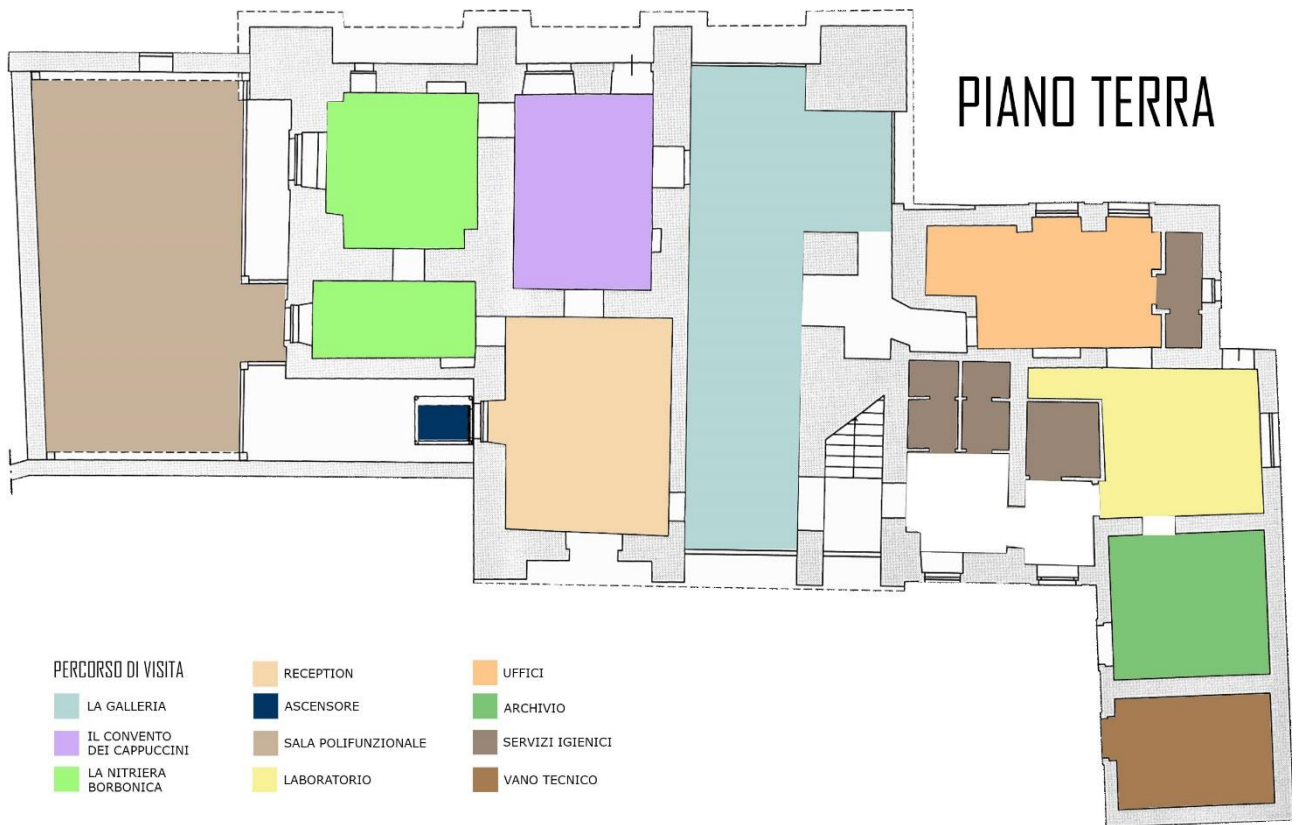 PIANO TERRA
PERCORSO DI VISITA
LA GALLERIA
IL CONVENTO
DEI CAPPUCCINI
LA NITRIERA
BORBONICA
RECEPTION
ASCENSORE
SALA POLIFUNZIONALE
LABORATORIO
UFFICI
ARCHIVIO
SERVIZI IGIENICI
VANO TECNICO